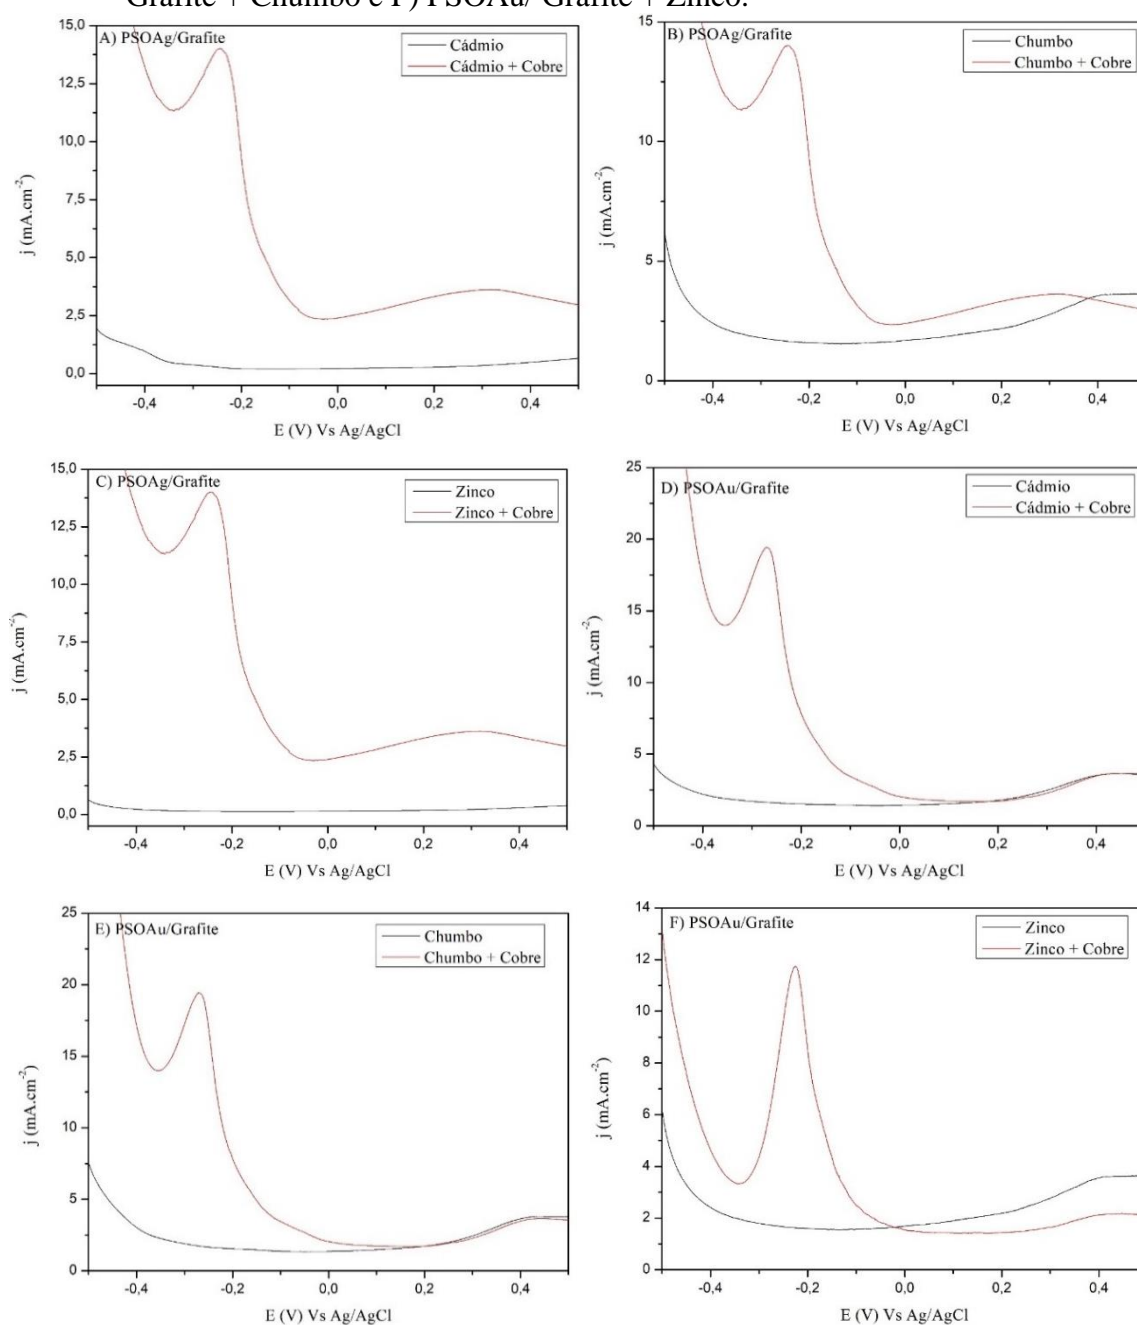 Grafite + Chumbo e F) PSOAu/ Grafite + Zinco.
A) PSOAg/Grafite
Cádmio
Cádmio + Cobre
15,0
12,5
10,0
7,5
5,0
2,5
0,0
j (mA.cm⁻²)
-0,4 -0,2 0,0 0,2 0,4
E (V) Vs Ag/AgCl
B) PSOAg/Grafite
Chumbo
Chumbo + Cobre
15
10
5
0
j (mA.cm⁻²)
-0,4 -0,2 0,0 0,2 0,4
E (V) Vs Ag/AgCl
C) PSOAg/Grafite
Zinco
Zinco + Cobre
15,0
12,5
10,0
7,5
5,0
2,5
0,0
j (mA.cm⁻²)
-0,4 -0,2 0,0 0,2 0,4
E (V) Vs Ag/AgCl
D) PSOAu/Grafite
Cádmio
Cádmio + Cobre
25
20
15
10
5
0
j (mA.cm⁻²)
-0,4 -0,2 0,0 0,2 0,4
E (V) Vs Ag/AgCl
E) PSOAu/Grafite
Chumbo
Chumbo + Cobre
25
20
15
10
5
0
j (mA.cm⁻²)
-0,4 -0,2 0,0 0,2 0,4
E (V) Vs Ag/AgCl
F) PSOAu/Grafite
Zinco
Zinco + Cobre
14
12
10
8
6
4
2
0
j (mA.cm⁻²)
-0,4 -0,2 0,0 0,2 0,4
E (V) Vs Ag/AgCl